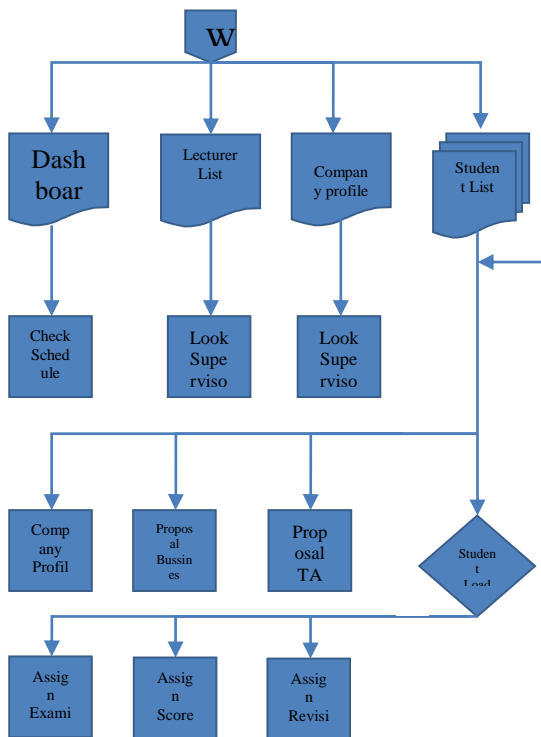 W
Dash
boar
Lecturer
List
Compan
y profile
Studen
t List
Check
Sched
ule
Look
Supe
rviso
Look
Supe
rviso
Comp
any
Profil
Propos
al
Bussin
es
Prop
osal
TA
Studen
t
Load
Assig
n
Exami
Assig
n
Score
Assig
n
Revisi